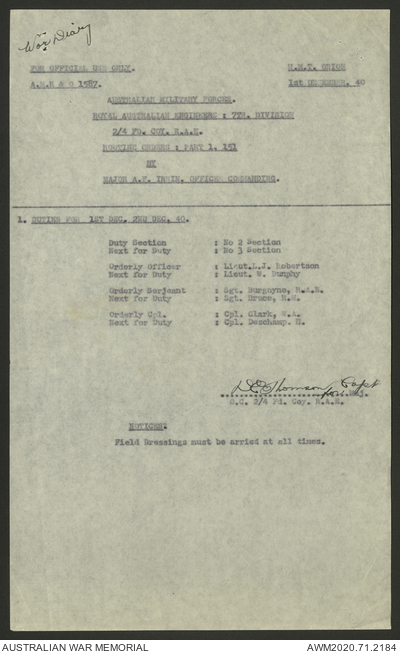 War Diary
FOR OFFICIAL USE ONLY.
H.M.T.
A.M.R & O 1587.
1st DECEMBER, 40
AUSTRALIAN MILITARY FORCES.
ROYAL AUSTRALIAN ENGINEERS : 7TH. DIVISION
2/4 FD. COY. R.A.E.
ROUTINE ORDERS : PART 1, 151
BY
MAJOR A.F. OFFICER COMMANDING.
1. DUTIES FOR 1ST DEC. 2ND DEC, 40.
Duty Section : No 2 Section
Next for Duty : No 3 Section
Orderly Officer : Lieut.L.J. Robertson
Next for Duty : Lieut. W. Dunphy
Orderly Serjeant : Sgt. Burgoyne, R.A.E.
Next for Duty : Sgt. Bruce,
Orderly Cpl. : Cpl. Clark, W.A.
Next for Duty : Cpl. Deschamp.
Thomson Capt
for Maj.
O.C. 2/4 Fd. Coy. R.A.E.
NOTICES:
Field Dressings must be arried at all times.
AUSTRALIAN WAR MEMORIAL
AWM2020.71.2184